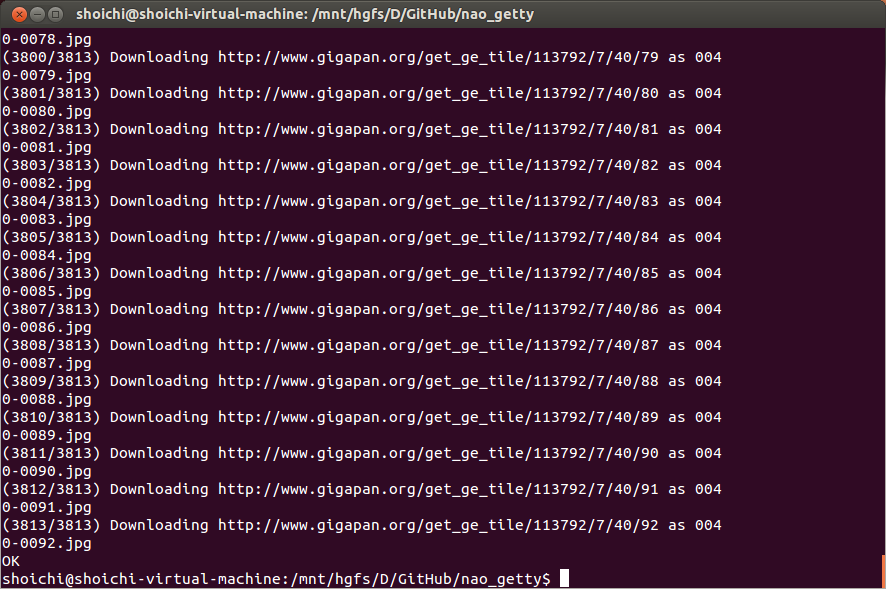 shoichi@shoichi-virtual-machine: /mnt/hgfs/D/GitHub/nao_getty
0-0078.jpg
(3800/3813) Downloading http://www.gigapan.org/get_ge_tile/113792/7/40/79 as 004
0-0079.jpg
(3801/3813) Downloading http://www.gigapan.org/get_ge_tile/113792/7/40/80 as 004
0-0080.jpg
(3802/3813) Downloading http://www.gigapan.org/get_ge_tile/113792/7/40/81 as 004
0-0081.jpg
(3803/3813) Downloading http://www.gigapan.org/get_ge_tile/113792/7/40/82 as 004
0-0082.jpg
(3804/3813) Downloading http://www.gigapan.org/get_ge_tile/113792/7/40/83 as 004
0-0083.jpg
(3805/3813) Downloading http://www.gigapan.org/get_ge_tile/113792/7/40/84 as 004
0-0084.jpg
(3806/3813) Downloading http://www.gigapan.org/get_ge_tile/113792/7/40/85 as 004
0-0085.jpg
(3807/3813) Downloading http://www.gigapan.org/get_ge_tile/113792/7/40/86 as 004
0-0086.jpg
(3808/3813) Downloading http://www.gigapan.org/get_ge_tile/113792/7/40/87 as 004
0-0087.jpg
(3809/3813) Downloading http://www.gigapan.org/get_ge_tile/113792/7/40/88 as 004
0-0088.jpg
(3810/3813) Downloading http://www.gigapan.org/get_ge_tile/113792/7/40/89 as 004
0-0089.jpg
(3811/3813) Downloading http://www.gigapan.org/get_ge_tile/113792/7/40/90 as 004
0-0090.jpg
(3812/3813) Downloading http://www.gigapan.org/get_ge_tile/113792/7/40/91 as 004
0-0091.jpg
(3813/3813) Downloading http://www.gigapan.org/get_ge_tile/113792/7/40/92 as 004
0-0092.jpg
OK
shoichi@shoichi-virtual-machine:/mnt/hgfs/D/GitHub/nao_getty$